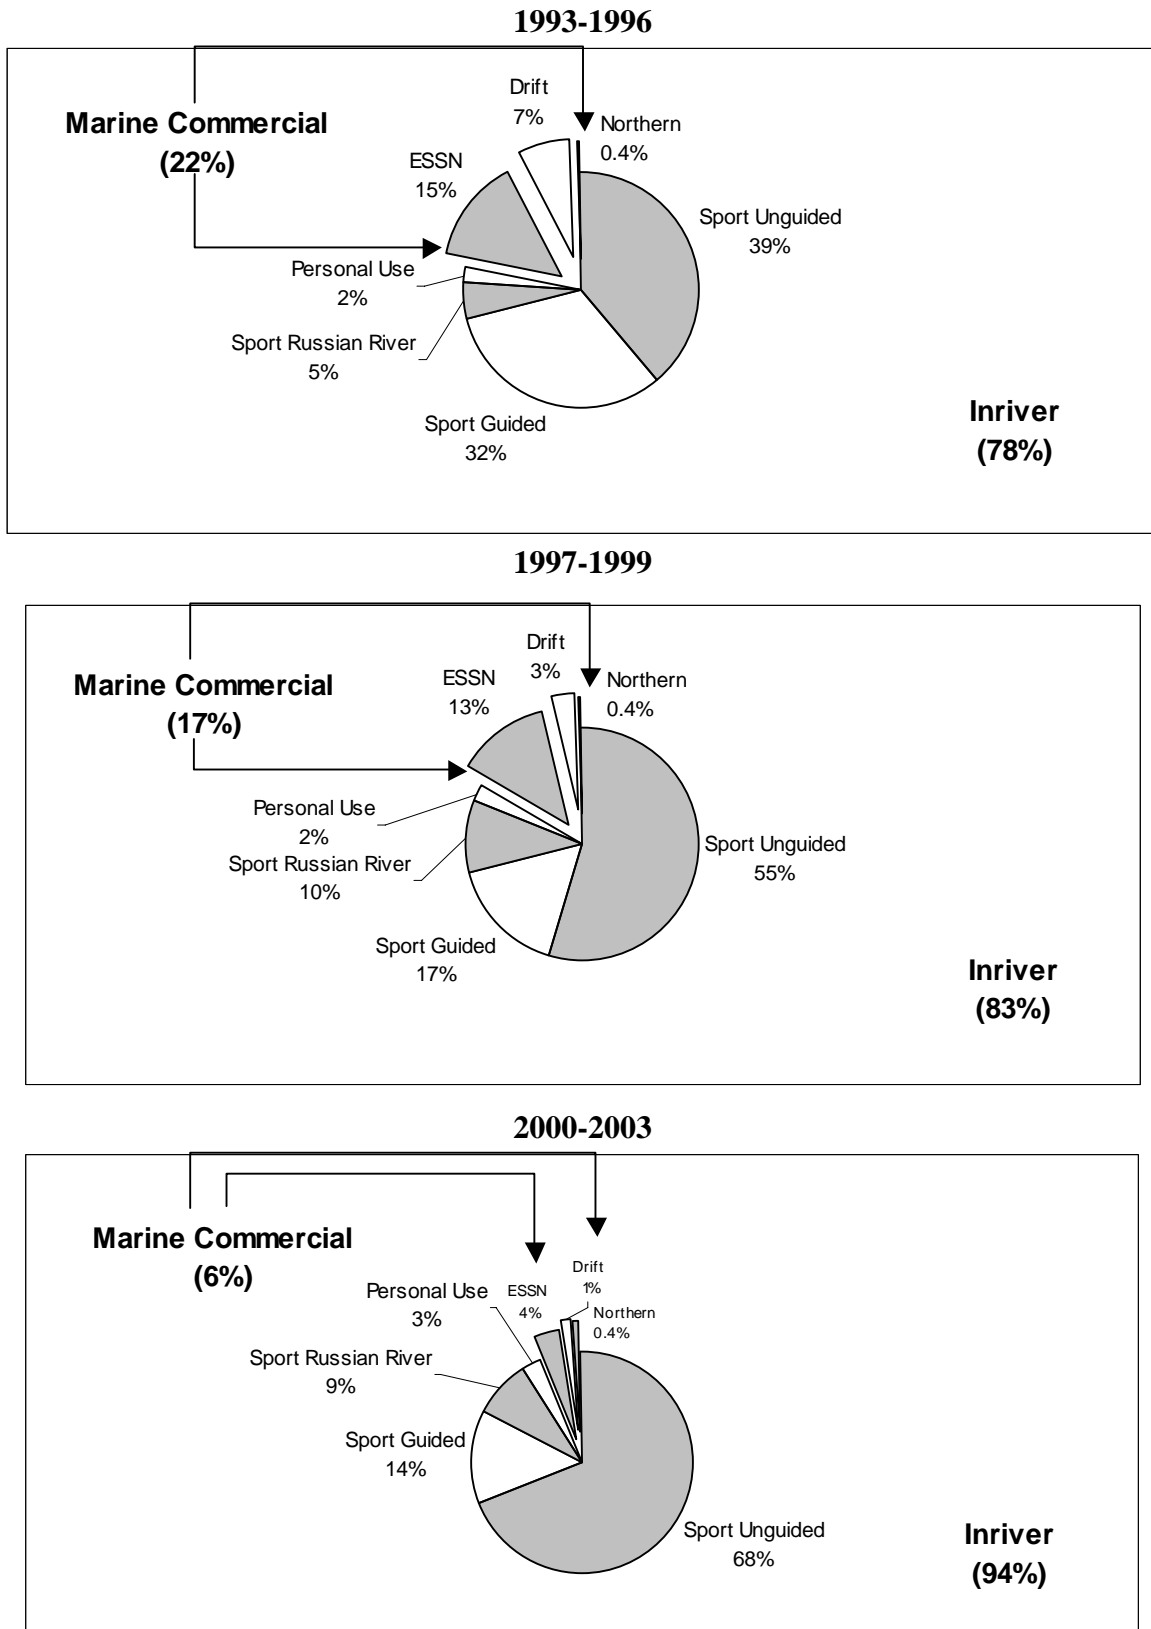 1993-1996
Marine Commercial
(22%)
Drift
7%
Northern
0.4%
ESSN
15%
Sport Unguided
39%
Personal Use
2%
Sport Russian River
5%
Sport Guided
32%
Inriver
(78%)
1997-1999
Marine Commercial
(17%)
Drift
3%
Northern
0.4%
ESSN
13%
Personal Use
2%
Sport Unguided
55%
Sport Russian River
10%
Sport Guided
17%
Inriver
(83%)
2000-2003
Marine Commercial
(6%)
Drift
1%
ESSN
4%
Northern
0.4%
Personal Use
3%
Sport Russian River
9%
Sport Guided
14%
Sport Unguided
68%
Inriver
(94%)